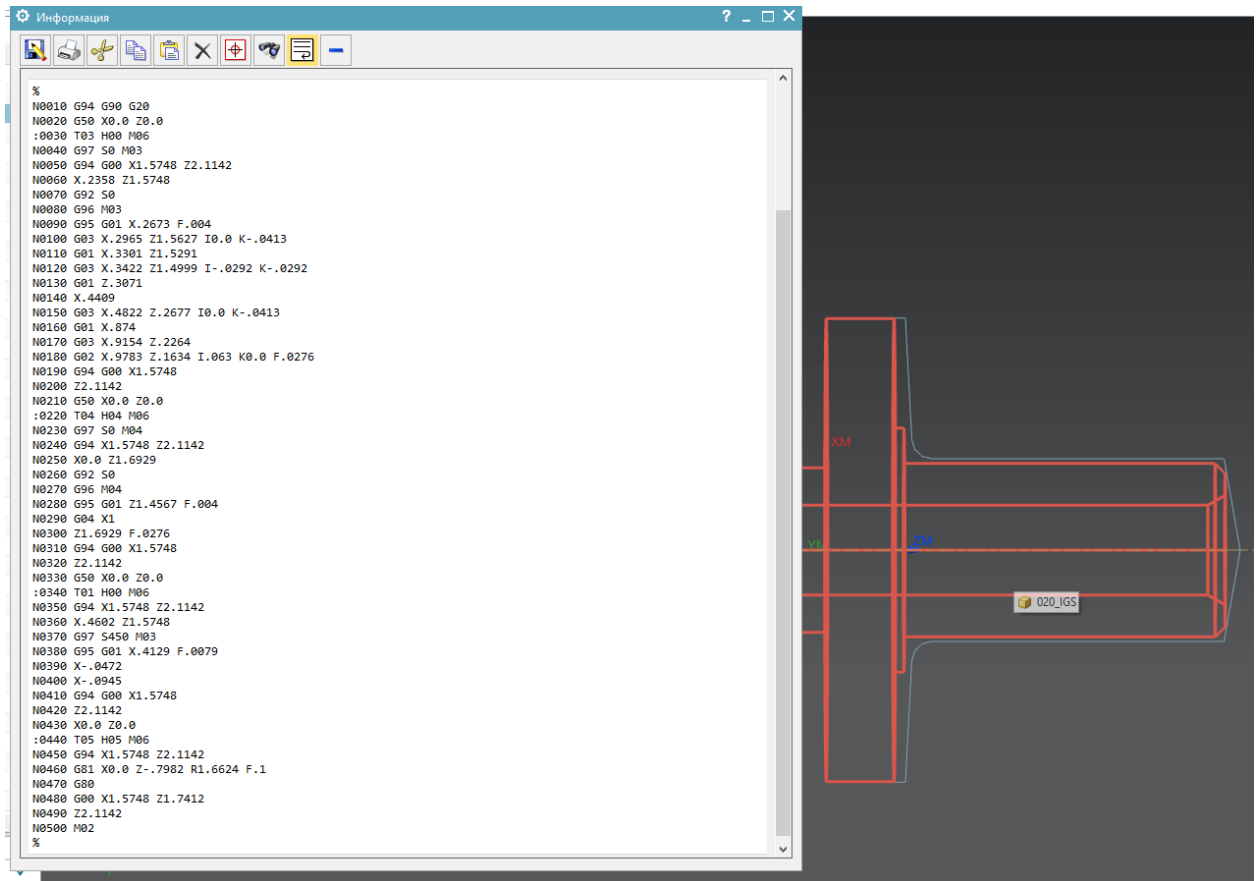 Информация
? _ □ ✕
%
N0010 G94 G90 G20
N0020 G50 X0.0 Z0.0
:0030 T03 H00 M06
N0040 G97 S0 M03
N0050 G94 G00 X1.5748 Z2.1142
N0060 X.2358 Z1.5748
N0070 G92 S0
N0080 G96 M03
N0090 G95 G01 X.2673 F.004
N0100 G03 X.2965 Z1.5627 I0.0 K-.0413
N0110 G01 X.3301 Z1.5291
N0120 G03 X.3422 Z1.4999 I-.0292 K-.0292
N0130 G01 Z.3071
N0140 X.4409
N0150 G03 X.4822 Z.2677 I0.0 K-.0413
N0160 G01 X.874
N0170 G03 X.9154 Z.2264
N0180 G02 X.9783 Z.1634 I.063 K0.0 F.0276
N0190 G94 G00 X1.5748
N0200 Z2.1142
N0210 G50 X0.0 Z0.0
:0220 T04 H04 M06
N0230 G97 S0 M04
N0240 G94 X1.5748 Z2.1142
N0250 X0.0 Z1.6929
N0260 G92 S0
N0270 G96 M04
N0280 G95 G01 Z1.4567 F.004
N0290 G04 X1
N0300 Z1.6929 F.0276
N0310 G94 G00 X1.5748
N0320 Z2.1142
N0330 G50 X0.0 Z0.0
:0340 T01 H00 M06
N0350 G94 X1.5748 Z2.1142
N0360 X.4602 Z1.5748
N0370 G97 S450 M03
N0380 G95 G01 X.4129 F.0079
N0390 X-.0472
N0400 X-.0945
N0410 G94 G00 X1.5748
N0420 Z2.1142
N0430 X0.0 Z0.0
:0440 T05 H05 M06
N0450 G94 X1.5748 Z2.1142
N0460 G81 X0.0 Z-.7982 R1.6624 F.1
N0470 G80
N0480 G00 X1.5748 Z1.7412
N0490 Z2.1142
N0500 M02
%
XM
YM
ZM
020_IGS